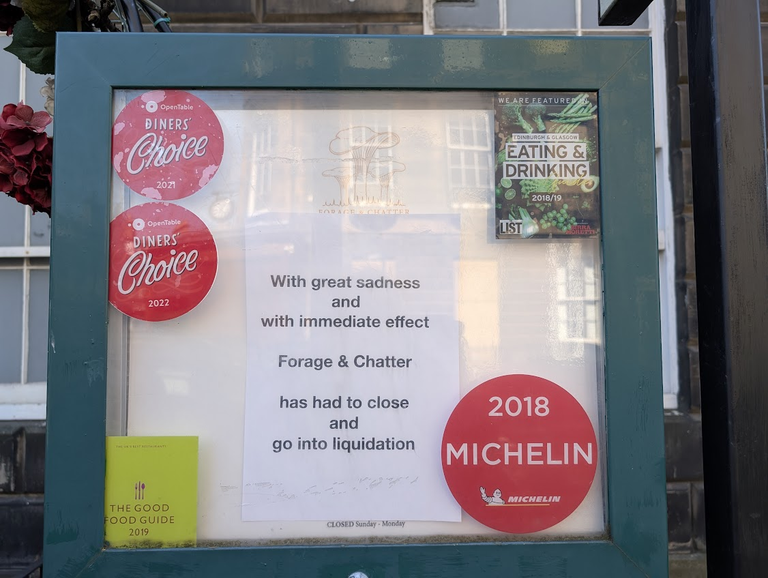 OpenTable
DINERS'
Choice
2021
OpenTable
DINERS'
Choice
2022
FORAGE & CHATTER
WE ARE FEATURED IN
EDINBURGH & GLASGOW
EATING &
DRINKING
2018/19
LIST
With great sadness
and
with immediate effect
Forage & Chatter
has had to close
and
go into liquidation
2018
MICHELIN
MICHELIN
THE GOOD
FOOD GUIDE
2019
CLOSED Sunday - Monday